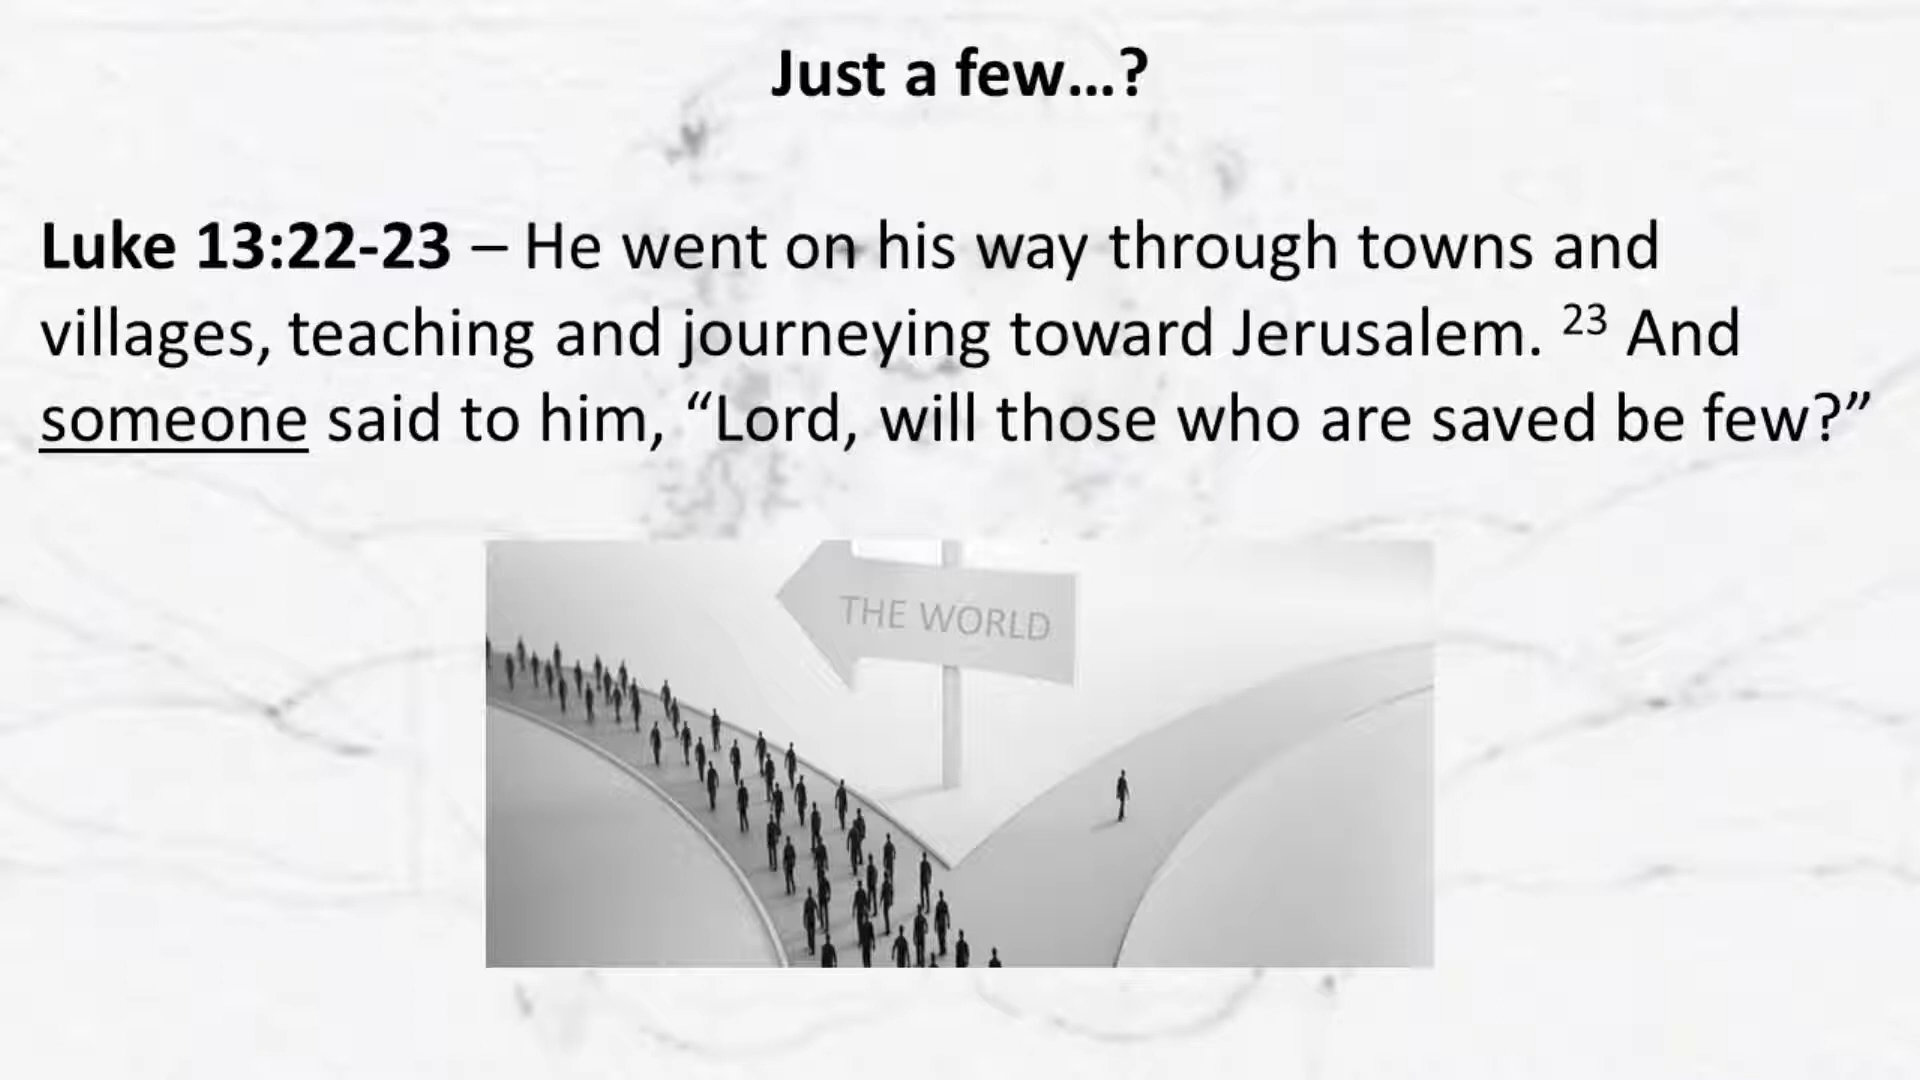 Just a few...?
Luke 13:22-23 – He went on his way through towns and
villages, teaching and journeying toward Jerusalem. 23 And
someone said to him, “Lord, will those who are saved be few?”
THE WORLD